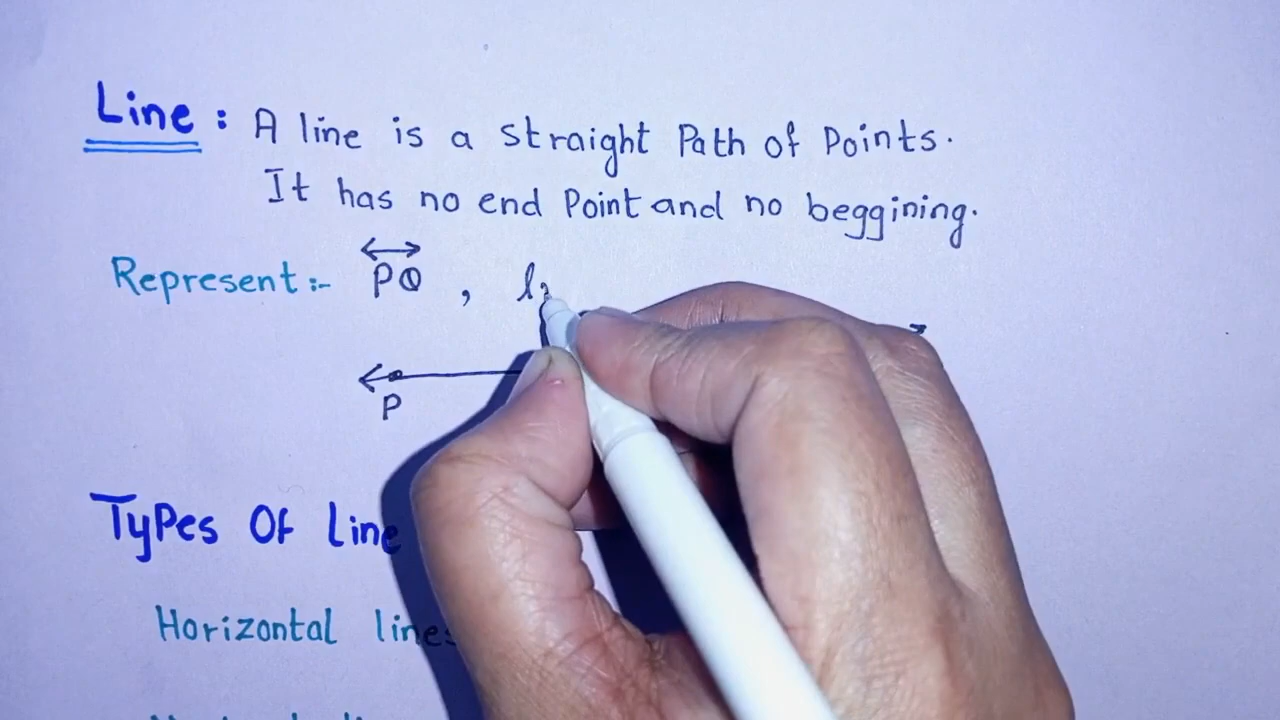 Line : A line is a straight Path of Points.
It has no end Point and no beggining.
Represent :- PQ , l
P
Types Of Line
Horizontal lines